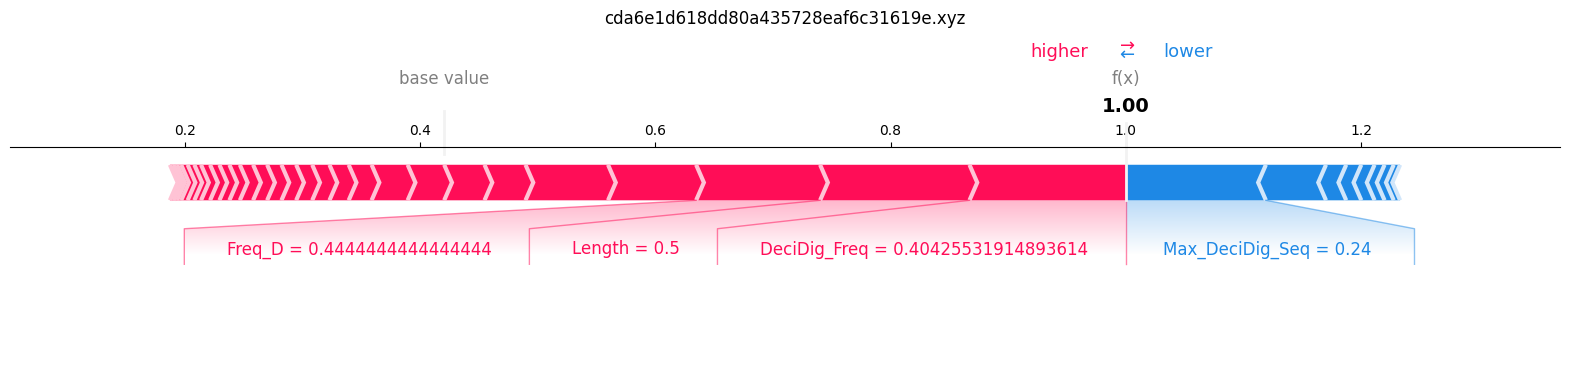 cda6e1d618dd80a435728eaf6c31619e.xyz
higher ⇄ lower
base value f(x)
1.00
0.2 0.4 0.6 0.8 1.0 1.2
Freq_D = 0.4444444444444444 Length = 0.5 DeciDig_Freq = 0.40425531914893614 Max_DeciDig_Seq = 0.24